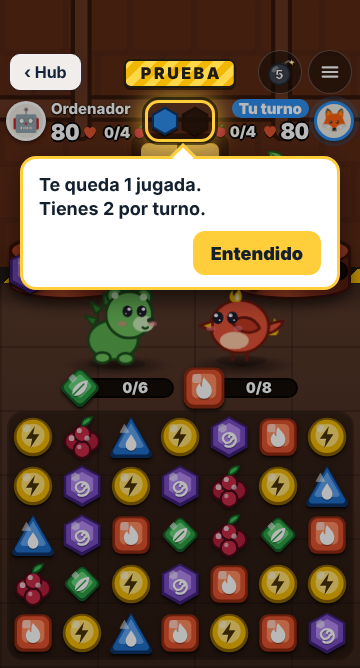 ‹ Hub
PRUEBA
5
Ordenador
Tu turno
80
0/4
0/4
80
Te queda 1 jugada.
Tienes 2 por turno.
Entendido
0/6
0/8